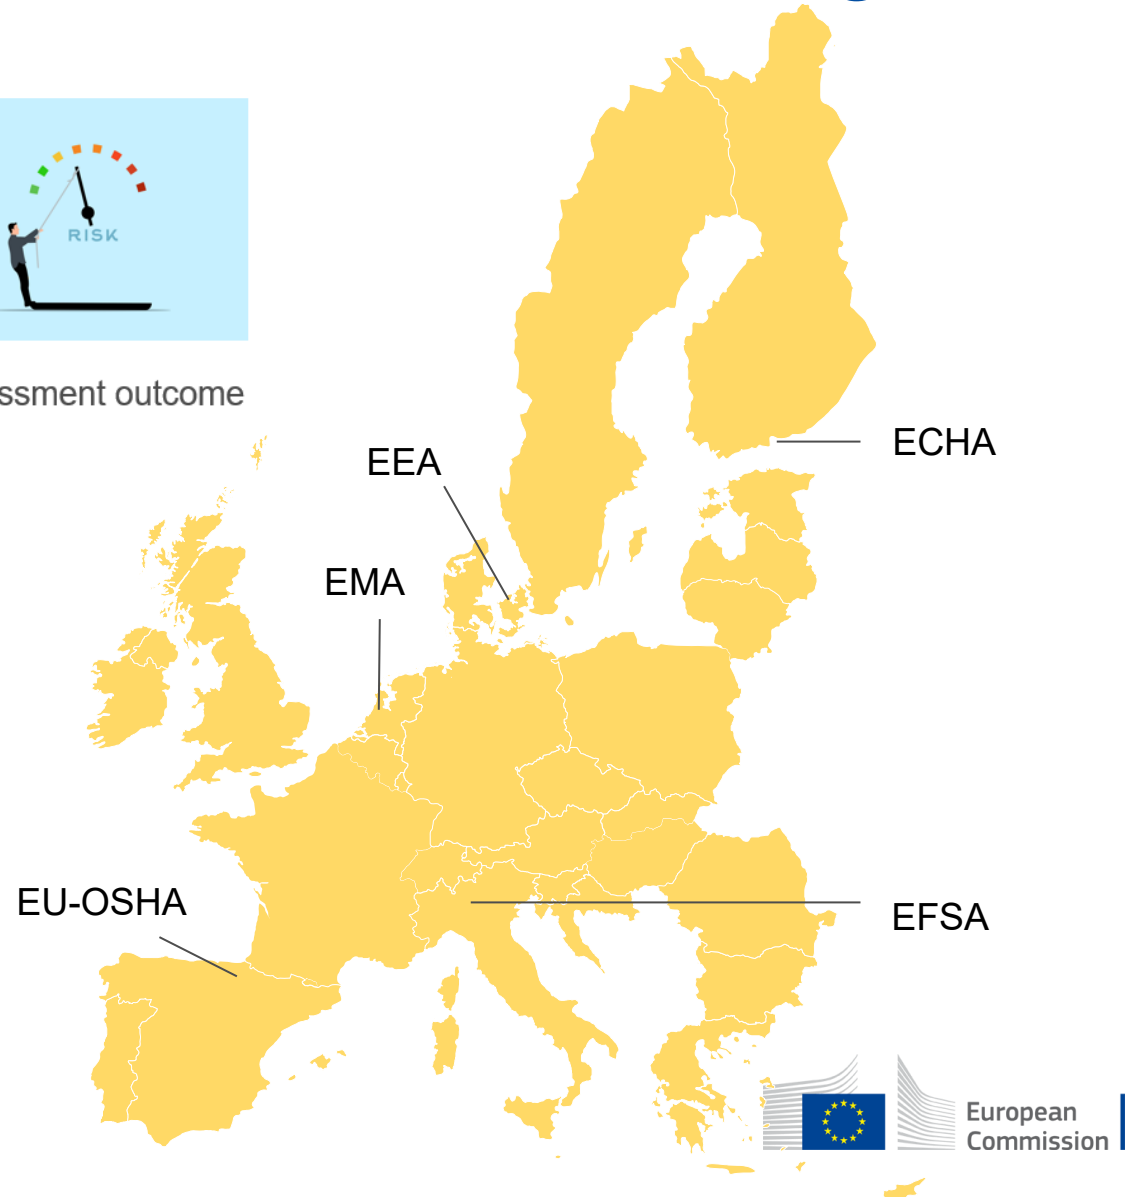 RISK
ssment outcome
EEA
ECHA
EMA
EU-OSHA
EFSA
European
Commission